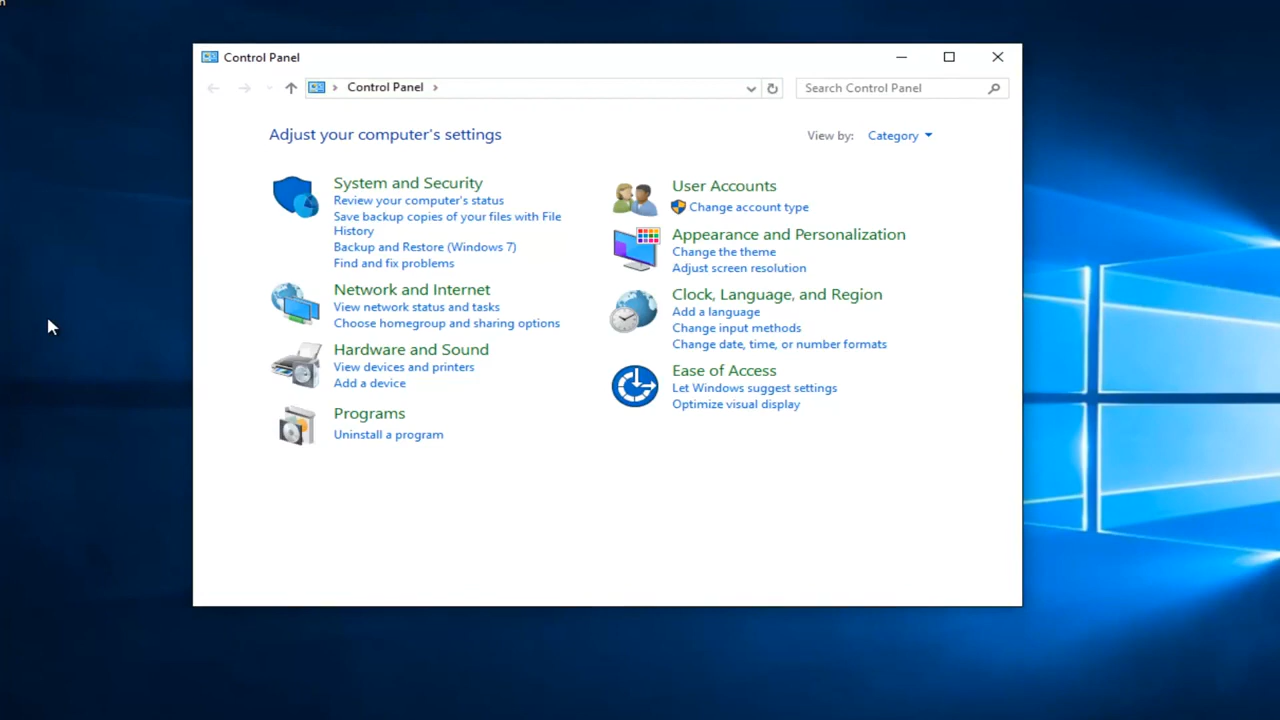 Control Panel
Control Panel
Search Control Panel
Adjust your computer's settings
View by: Category
System and Security
Review your computer's status
Save backup copies of your files with File
History
Backup and Restore (Windows 7)
Find and fix problems
Network and Internet
View network status and tasks
Choose homegroup and sharing options
Hardware and Sound
View devices and printers
Add a device
Programs
Uninstall a program
User Accounts
Change account type
Appearance and Personalization
Change the theme
Adjust screen resolution
Clock, Language, and Region
Add a language
Change input methods
Change date, time, or number formats
Ease of Access
Let Windows suggest settings
Optimize visual display